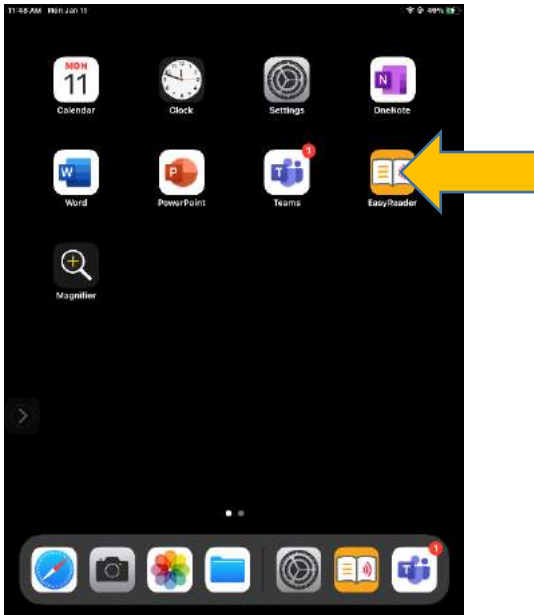 11:48 AM Mon Jan 11 49%
MON
11
Calendar Clock Settings OneNote
N
W P 1
Word PowerPoint Teams EasyReader
Magnifier
1